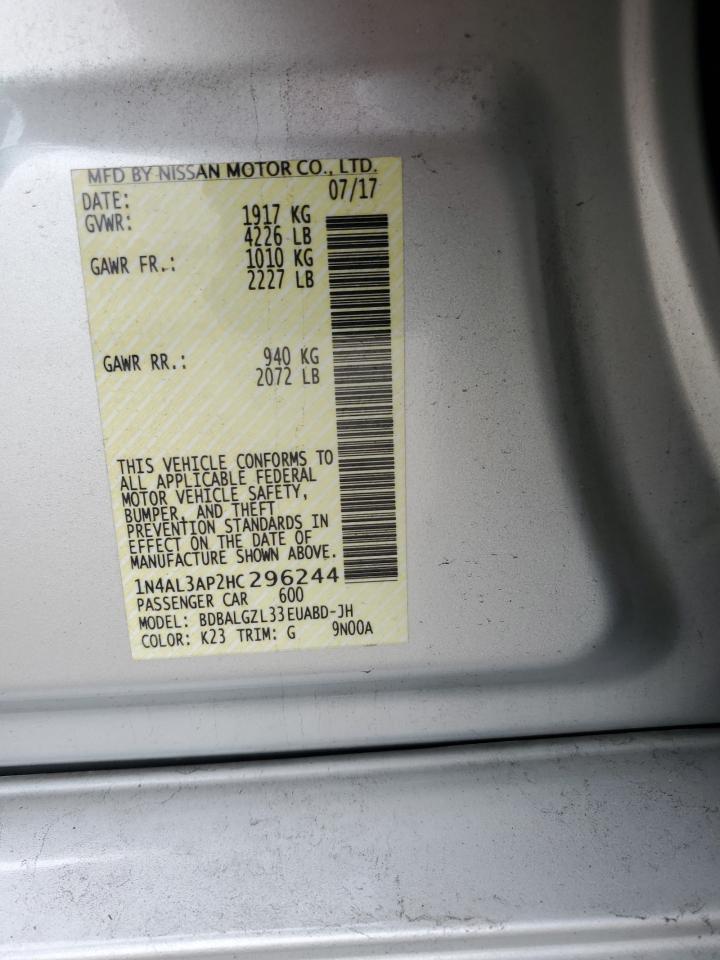 MFD BY NISSAN MOTOR CO., LTD.
DATE: 07/17
GVWR: 1917 KG
4226 LB
GAWR FR.: 1010 KG
2227 LB
GAWR RR.: 940 KG
2072 LB
THIS VEHICLE CONFORMS TO
ALL APPLICABLE FEDERAL
MOTOR VEHICLE SAFETY,
BUMPER, AND THEFT
PREVENTION STANDARDS IN
EFFECT ON THE DATE OF
MANUFACTURE SHOWN ABOVE.
1N4AL3AP2HC296244
PASSENGER CAR 600
MODEL: BDBALGZL33EUABD-JH
COLOR: K23 TRIM: G 9N00A